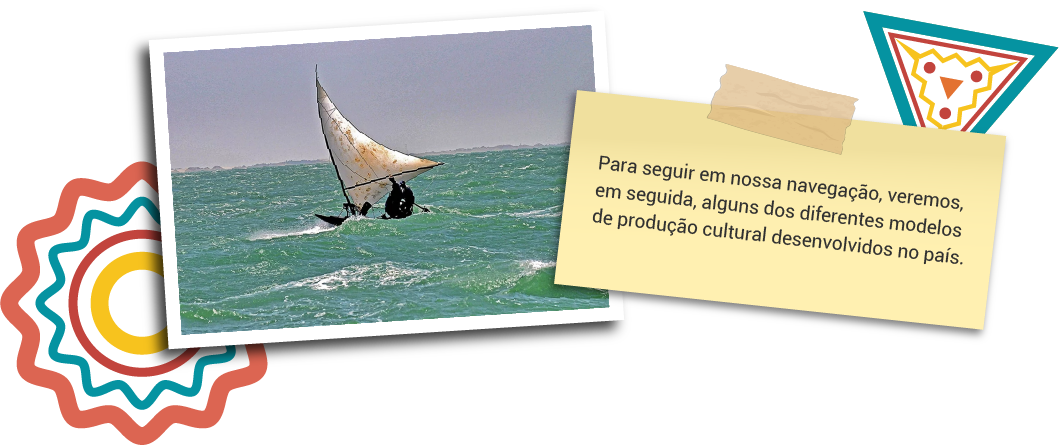 Para seguir em nossa navegação, veremos,
em seguida, alguns dos diferentes modelos
de produção cultural desenvolvidos no país.